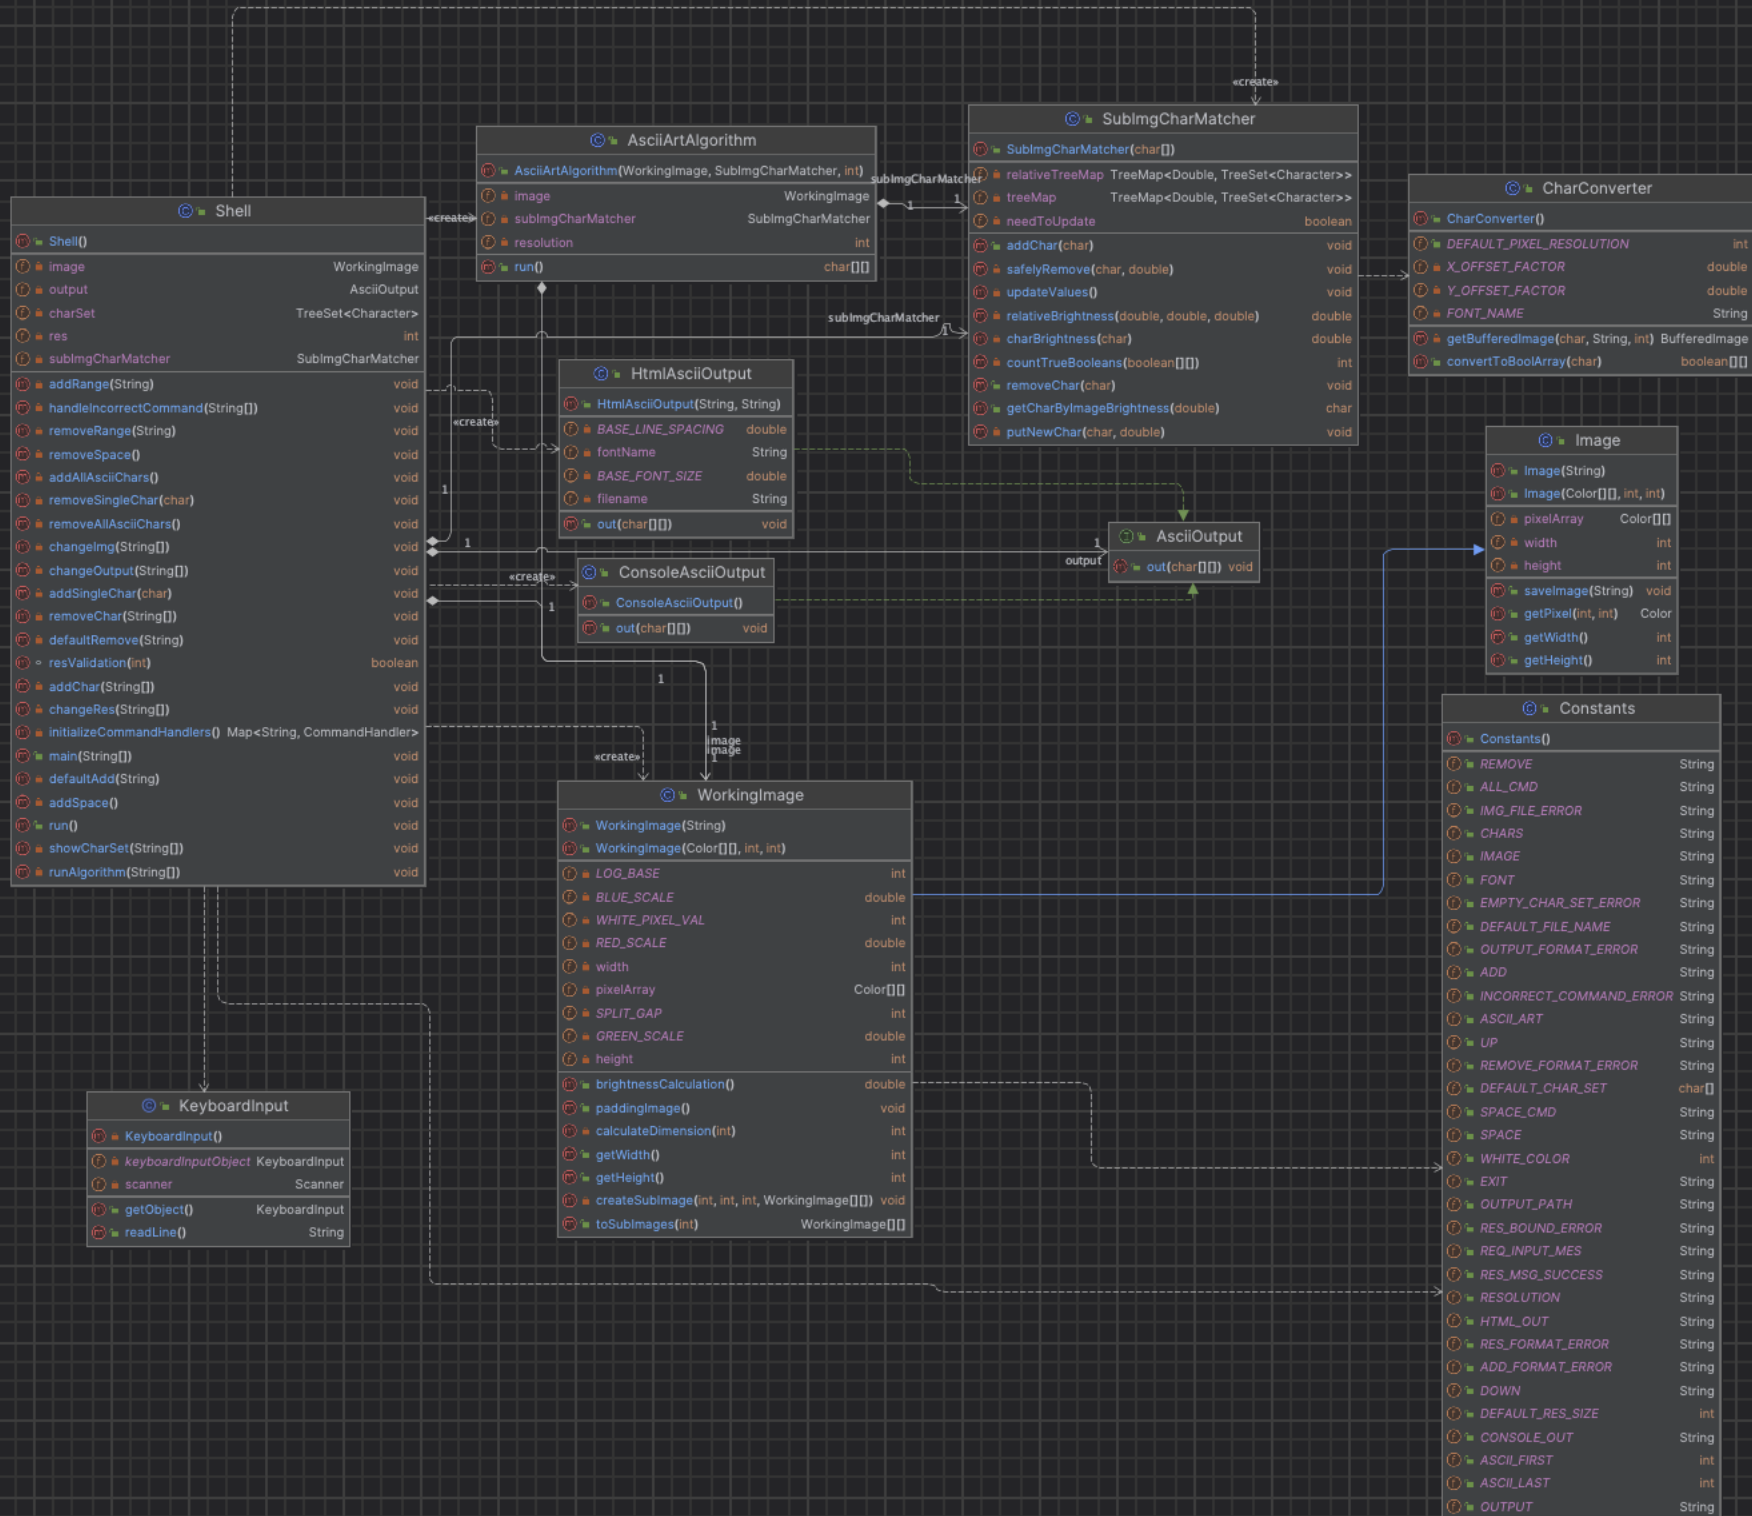 «create»
SubImgCharMatcher
SubImgCharMatcher(char[])
relativeTreeMap TreeMap<Double, TreeSet<Character>>
treeMap TreeMap<Double, TreeSet<Character>>
needToUpdate boolean
addChar(char) void
safelyRemove(char, double) void
updateValues() void
relativeBrightness(double, double, double) double
charBrightness(char) double
countTrueBooleans(boolean[][]) int
removeChar(char) void
getCharByImageBrightness(double) char
putNewChar(char, double) void
AsciiArtAlgorithm
AsciiArtAlgorithm(WorkingImage, SubImgCharMatcher, int)
image WorkingImage
subImgCharMatcher SubImgCharMatcher
resolution int
run() char[][]
subImgCharMatcher
1
1
CharConverter
CharConverter()
DEFAULT_PIXEL_RESOLUTION int
X_OFFSET_FACTOR double
Y_OFFSET_FACTOR double
FONT_NAME String
getBufferedImage(char, String, int) BufferedImage
convertToBoolArray(char) boolean[][]
Shell
Shell()
image WorkingImage
output AsciiOutput
charSet TreeSet<Character>
res int
subImgCharMatcher SubImgCharMatcher
addRange(String) void
handleIncorrectCommand(String[]) void
removeRange(String) void
removeSpace() void
addAllAsciiChars() void
removeSingleChar(char) void
removeAllAsciiChars() void
changeImg(String[]) void
changeOutput(String[]) void
addSingleChar(char) void
removeChar(String[]) void
defaultRemove(String) void
resValidation(int) boolean
addChar(String[]) void
changeRes(String[]) void
initializeCommandHandlers() Map<String, CommandHandler>
main(String[]) void
defaultAdd(String) void
addSpace() void
run() void
showCharSet(String[]) void
runAlgorithm(String[]) void
«create»
subImgCharMatcher
1
«create»
1
1
1
output
«create»
1
HtmlAsciiOutput
HtmlAsciiOutput(String, String)
BASE_LINE_SPACING double
fontName String
BASE_FONT_SIZE double
filename String
out(char[][]) void
ConsoleAsciiOutput
ConsoleAsciiOutput()
out(char[][]) void
AsciiOutput
out(char[][]) void
Image
Image(String)
Image(Color[][], int, int)
pixelArray Color[][]
width int
height int
saveImage(String) void
getPixel(int, int) Color
getWidth() int
getHeight() int
1
1
image
image
1
«create»
WorkingImage
WorkingImage(String)
WorkingImage(Color[][], int, int)
LOG_BASE int
BLUE_SCALE double
WHITE_PIXEL_VAL int
RED_SCALE double
width int
pixelArray Color[][]
SPLIT_GAP int
GREEN_SCALE double
height int
brightnessCalculation() double
paddingImage() void
calculateDimension(int) int
getWidth() int
getHeight() int
createSubImage(int, int, int, WorkingImage[][]) void
toSubImages(int) WorkingImage[][]
KeyboardInput
KeyboardInput()
keyboardInputObject KeyboardInput
scanner Scanner
getObject() KeyboardInput
readLine() String
Constants
Constants()
REMOVE String
ALL_CMD String
IMG_FILE_ERROR String
CHARS String
IMAGE String
FONT String
EMPTY_CHAR_SET_ERROR String
DEFAULT_FILE_NAME String
OUTPUT_FORMAT_ERROR String
ADD String
INCORRECT_COMMAND_ERROR String
ASCII_ART String
UP String
REMOVE_FORMAT_ERROR String
DEFAULT_CHAR_SET char[]
SPACE_CMD String
SPACE String
WHITE_COLOR int
EXIT String
OUTPUT_PATH String
RES_BOUND_ERROR String
REQ_INPUT_MES String
RES_MSG_SUCCESS String
RESOLUTION String
HTML_OUT String
RES_FORMAT_ERROR String
ADD_FORMAT_ERROR String
DOWN String
DEFAULT_RES_SIZE int
CONSOLE_OUT String
ASCII_FIRST int
ASCII_LAST int
OUTPUT String